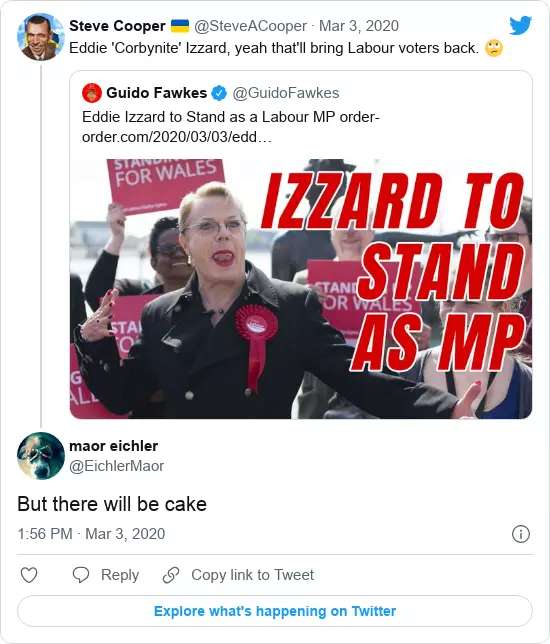 Steve Cooper 🇺🇦 @SteveACooper · Mar 3, 2020
Eddie 'Corbynite' Izzard, yeah that'll bring Labour voters back. 🙄
Guido Fawkes @GuidoFawkes
Eddie Izzard to Stand as a Labour MP order-
order.com/2020/03/03/edd…
STANDING
FOR WALES
IZZARD TO
STAND
AS MP
STAND
OR WALES
STA
maor eichler
@EichlerMaor
But there will be cake
1:56 PM · Mar 3, 2020
Reply
Copy link to Tweet
Explore what's happening on Twitter